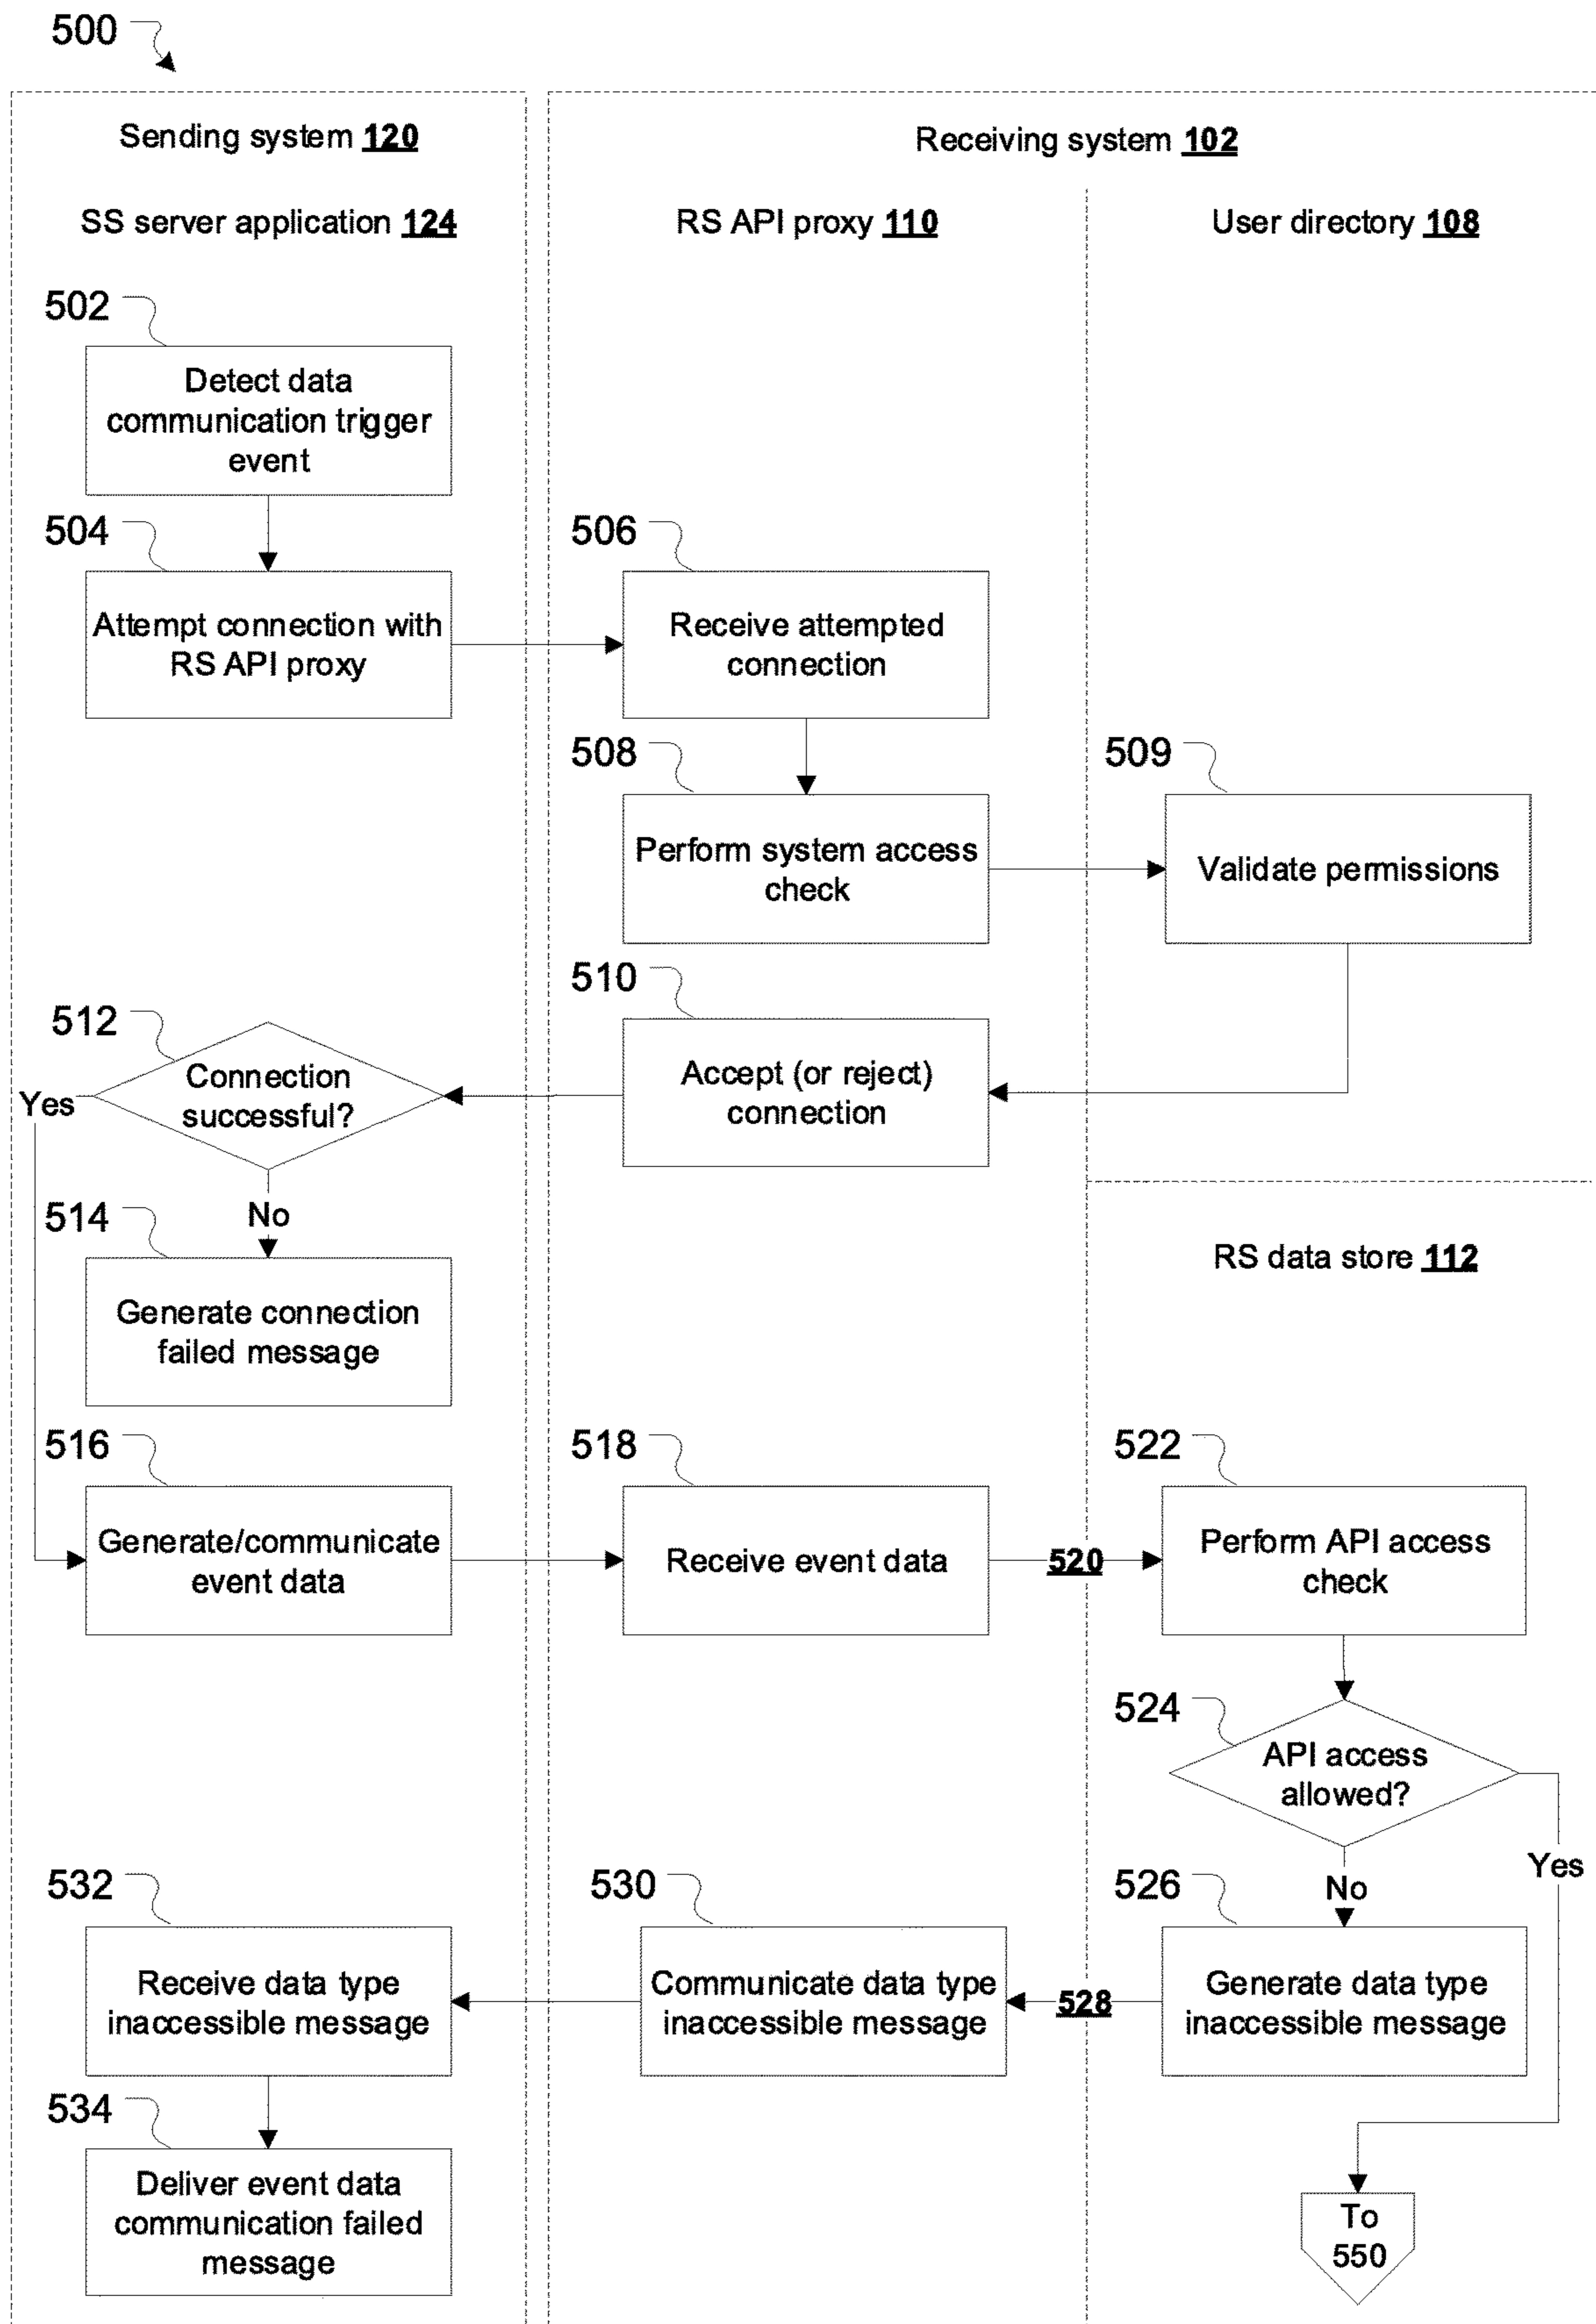 500
Sending system 120
Receiving system 102
SS server application 124
RS API proxy 110
User directory 108
502
Detect data
communication trigger
event
504
Attempt connection with
RS API proxy
506
Receive attempted
connection
508
Perform system access
check
509
Validate permissions
510
Accept (or reject)
connection
512
Connection
successful?
Yes
No
514
Generate connection
failed message
RS data store 112
516
Generate/communicate
event data
518
Receive event data
520
522
Perform API access
check
524
API access
allowed?
Yes
No
526
Generate data type
inaccessible message
528
530
Communicate data type
inaccessible message
532
Receive data type
inaccessible message
534
Deliver event data
communication failed
message
To
550